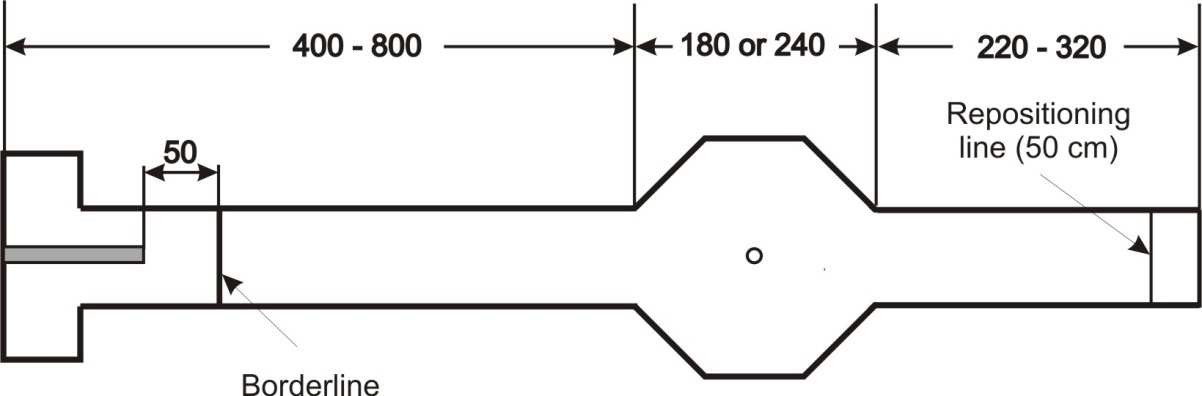 400 - 800
180 or 240
220 - 320
Repositioning
line (50 cm)
50
Borderline